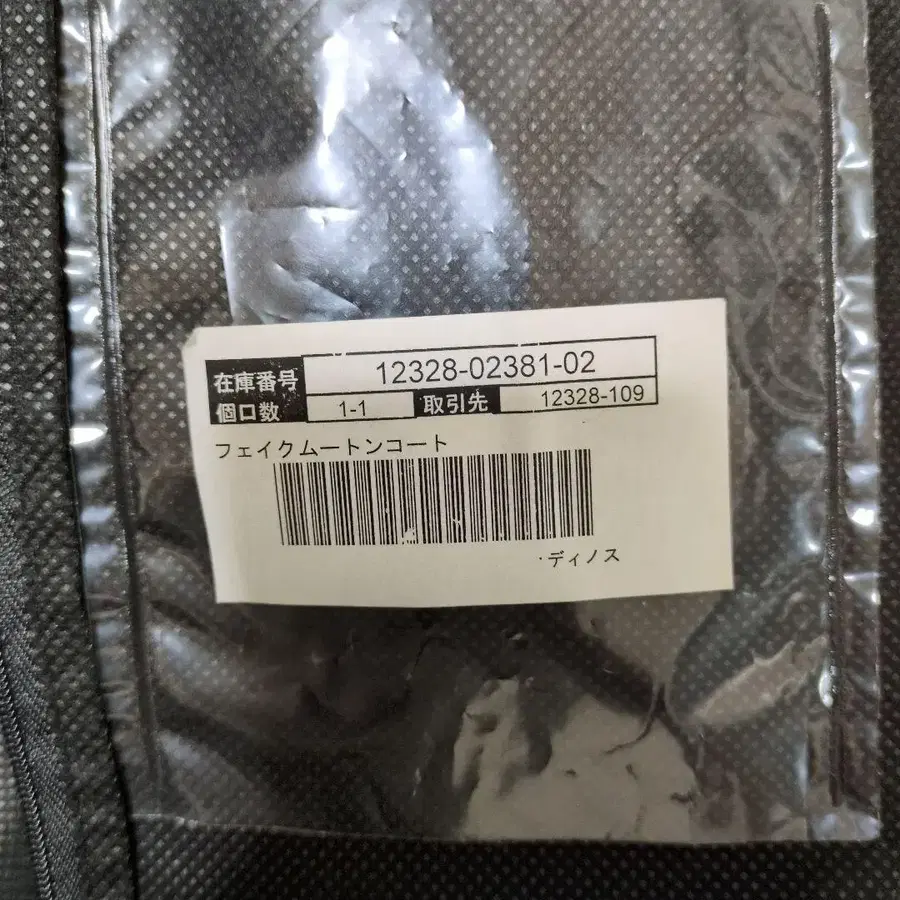 在庫番号 12328-02381-02
個口数 1-1 取引先 12328-109
フェイクムートンコート
・ディノス